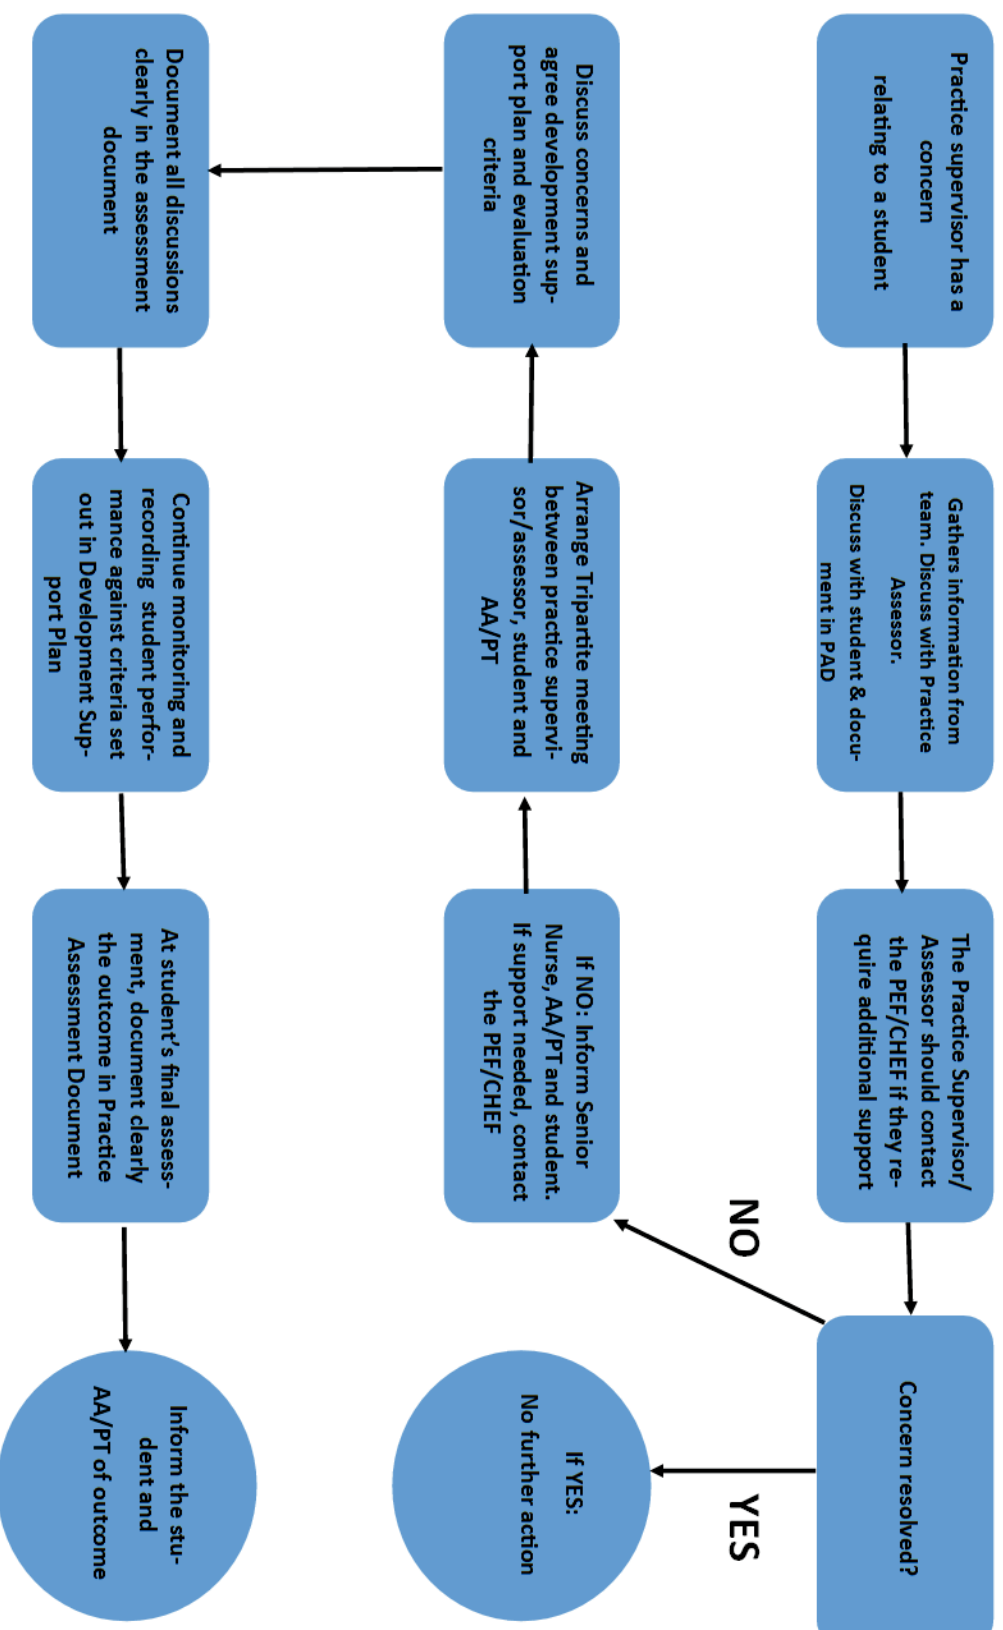 Practice supervisor has a
concern
relating to a student
Gathers information from
team. Discuss with Practice
Assessor.
Discuss with student & docu-
ment in PAD
The Practice Supervisor/
Assessor should contact
the PEF/CHEF if they re-
quire additional support
Concern resolved?
NO
YES
If YES:
No further action
If NO: Inform Senior
Nurse, AA/PT and student.
If support needed, contact
the PEF/CHEF
Arrange Tripartite meeting
between practice supervi-
sor/assessor, student and
AA/PT
Discuss concerns and
agree development sup-
port plan and evaluation
criteria
Document all discussions
clearly in the assessment
document
Continue monitoring and
recording student perfor-
mance against criteria set
out in Development Sup-
port Plan
At student's final assess-
ment, document clearly
the outcome in Practice
Assessment Document
Inform the stu-
dent and
AA/PT of outcome